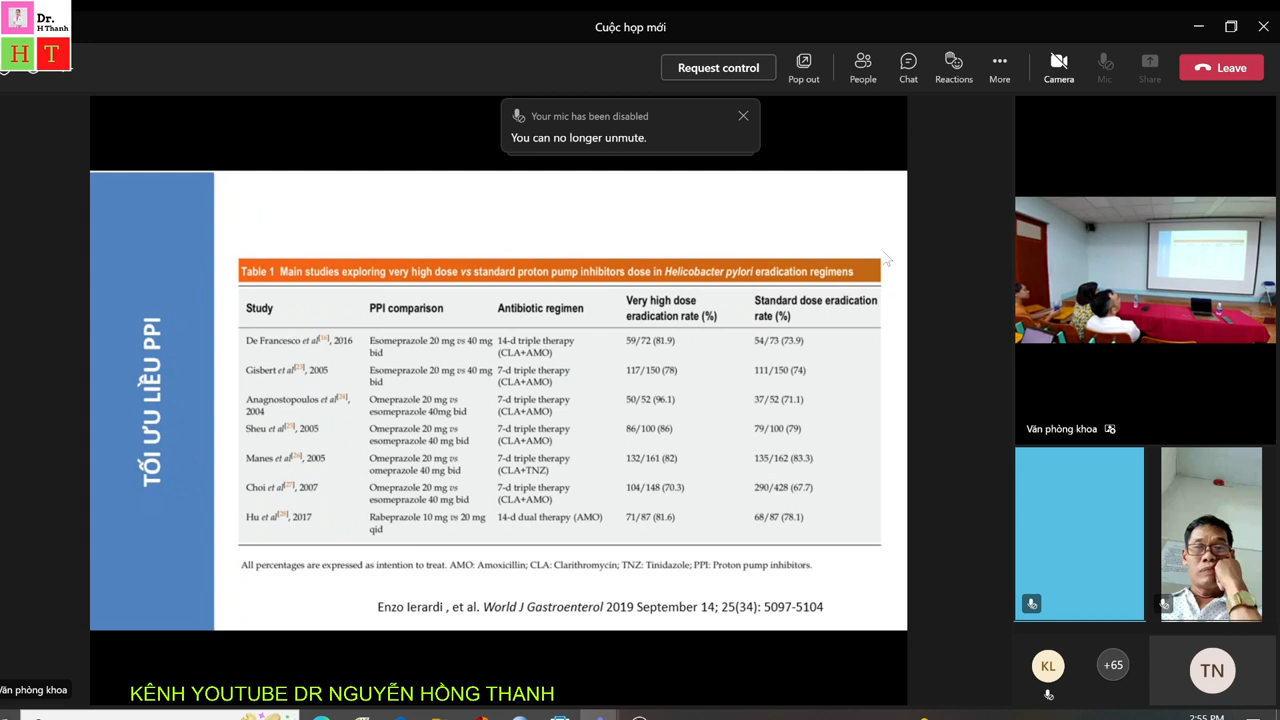 Dr.
H Thanh
H T
Cuộc họp mới
Request control
Pop out
People
Chat
Reactions
More
Camera
Mic
Share
Leave
Your mic has been disabled
You can no longer unmute.
TỐI ƯU LIỀU PPI
Table 1 Main studies exploring very high dose vs standard proton pump inhibitors dose in Helicobacter pylori eradication regimens
Study PPI comparison Antibiotic regimen Very high dose eradication rate (%) Standard dose eradication rate (%)
De Francesco et al[16], 2016 Esomeprazole 20 mg vs 40 mg bid 14-d triple therapy (CLA+AMO) 59/72 (81.9) 54/73 (73.9)
Gisbert et al[23], 2005 Esomeprazole 20 mg vs 40 mg bid 7-d triple therapy (CLA+AMO) 117/150 (78) 111/150 (74)
Anagnostopoulos et al[24], 2004 Omeprazole 20 mg vs esomeprazole 40mg bid 7-d triple therapy (CLA+AMO) 50/52 (96.1) 37/52 (71.1)
Sheu et al[25], 2005 Omeprazole 20 mg vs esomeprazole 40 mg bid 7-d triple therapy (CLA+AMO) 86/100 (86) 79/100 (79)
Manes et al[26], 2005 Omeprazole 20 mg vs omeprazole 40 mg bid 7-d triple therapy (CLA+TNZ) 132/161 (82) 135/162 (83.3)
Choi et al[27], 2007 Omeprazole 20 mg vs esomeprazole 40 mg bid 7-d triple therapy (CLA+AMO) 104/148 (70.3) 290/428 (67.7)
Hu et al[28], 2017 Rabeprazole 10 mg vs 20 mg qid 14-d dual therapy (AMO) 71/87 (81.6) 68/87 (78.1)
All percentages are expressed as intention to treat. AMO: Amoxicillin; CLA: Clarithromycin; TNZ: Tinidazole; PPI: Proton pump inhibitors.
Enzo Ierardi , et al. World J Gastroenterol 2019 September 14; 25(34): 5097-5104
Văn phòng khoa
KL
+65
TN
Văn phòng khoa
KÊNH YOUTUBE DR NGUYỄN HỒNG THANH
2:55 PM